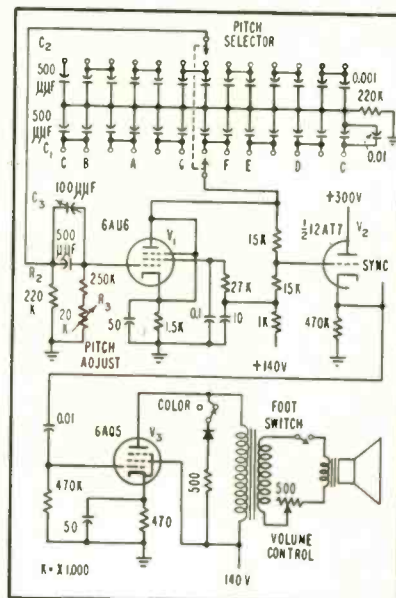 PITCH SELECTOR
C2
500 μμF
0.001
220K
500 μμF
C1
C B A G F E D C
0.01
+300V
C3
100μμF
6AU6
V1
15K
½12AT7
V2
500 μμF
SYNC
R2
250K
27K
15K
220 K
20 K
R3
50
1.5K
0.1
10
1K
470K
PITCH ADJUST
+140V
0.01
COLOR
FOOT SWITCH
6AQ5
V3
500
500
470K
50
470
VOLUME CONTROL
K = X 1,000
140V